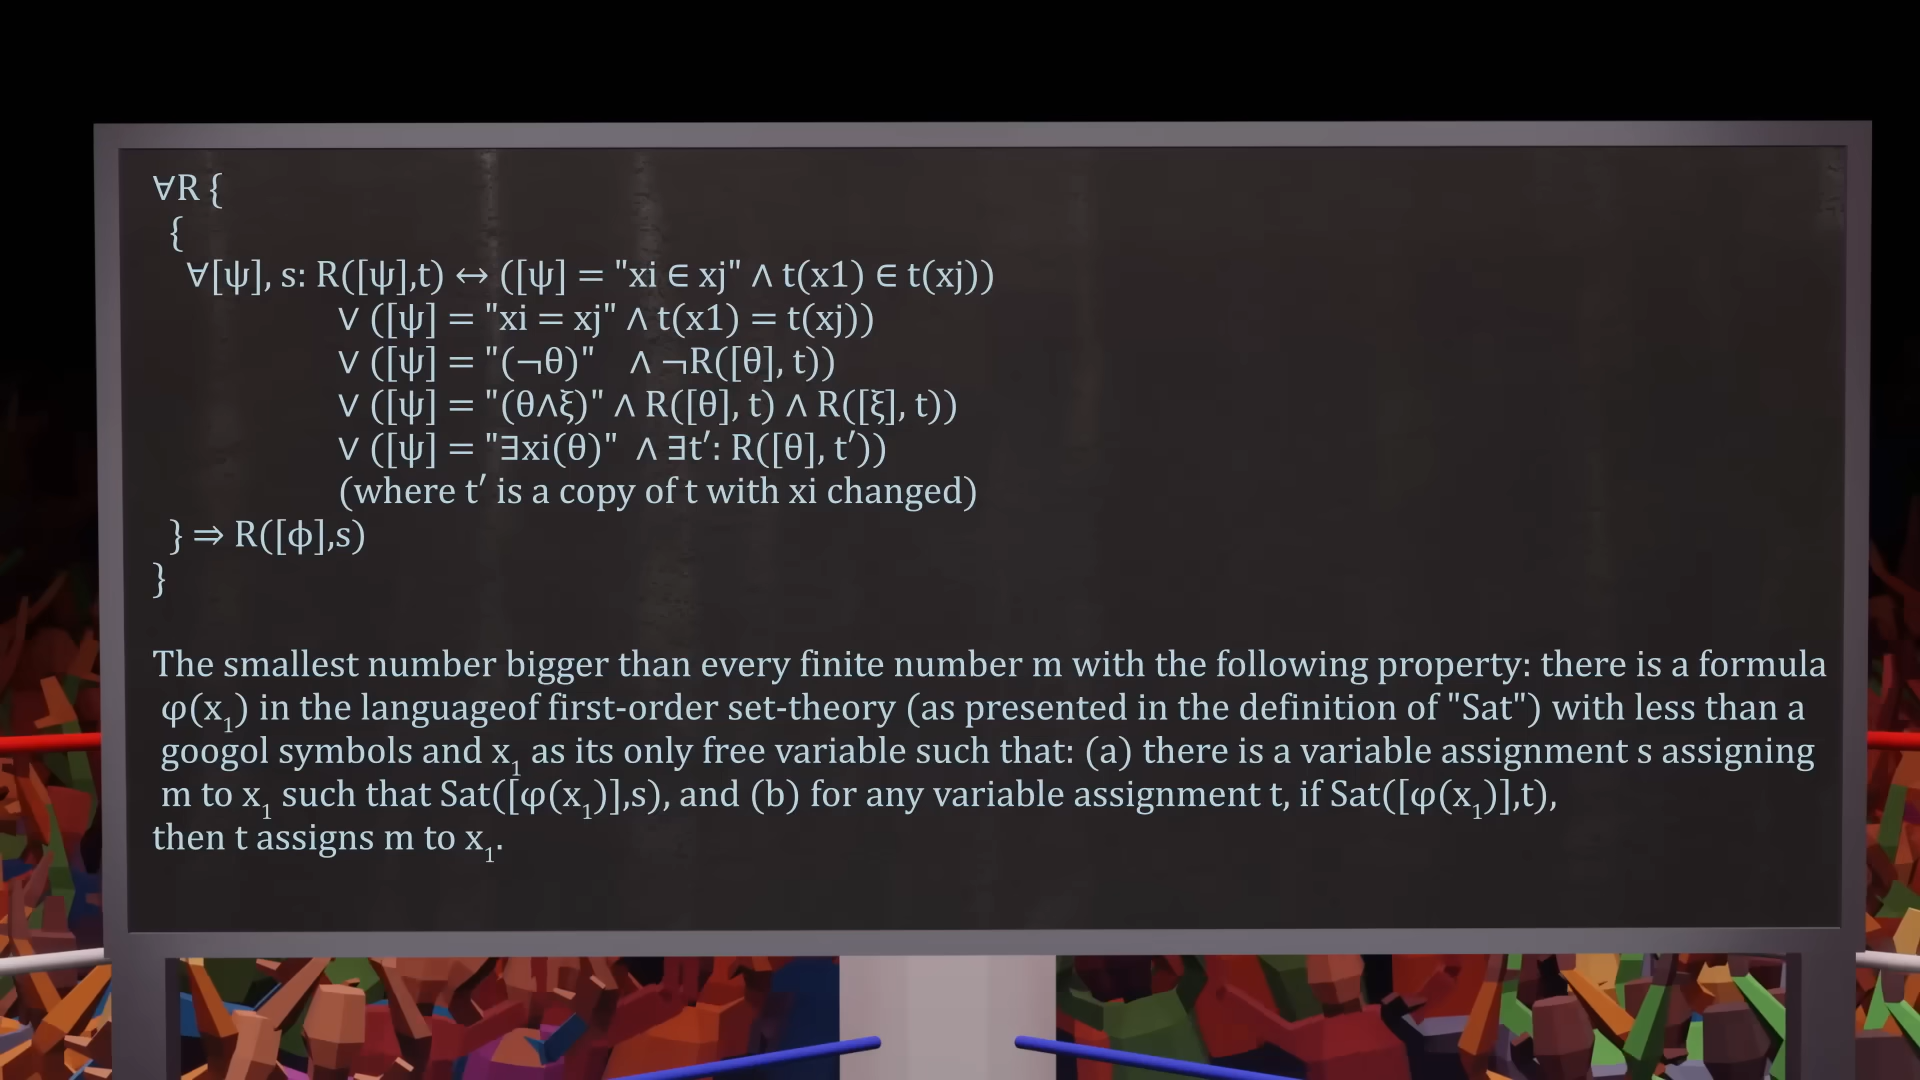 ∀R {
{
∀[ψ], s: R([ψ],t) ↔ ([ψ] = "xi ∈ xj" ∧ t(x1) ∈ t(xj))
∨ ([ψ] = "xi = xj" ∧ t(x1) = t(xj))
∨ ([ψ] = "(¬θ)" ∧ ¬R([θ], t))
∨ ([ψ] = "(θ∧ξ)" ∧ R([θ], t) ∧ R([ξ], t))
∨ ([ψ] = "∃xi(θ)" ∧ ∃t′: R([θ], t′))
(where t′ is a copy of t with xi changed)
} ⇒ R([ϕ],s)
}
The smallest number bigger than every finite number m with the following property: there is a formula
φ(x₁) in the languageof first-order set-theory (as presented in the definition of "Sat") with less than a
googol symbols and x₁ as its only free variable such that: (a) there is a variable assignment s assigning
m to x₁ such that Sat([φ(x₁)],s), and (b) for any variable assignment t, if Sat([φ(x₁)],t),
then t assigns m to x₁.